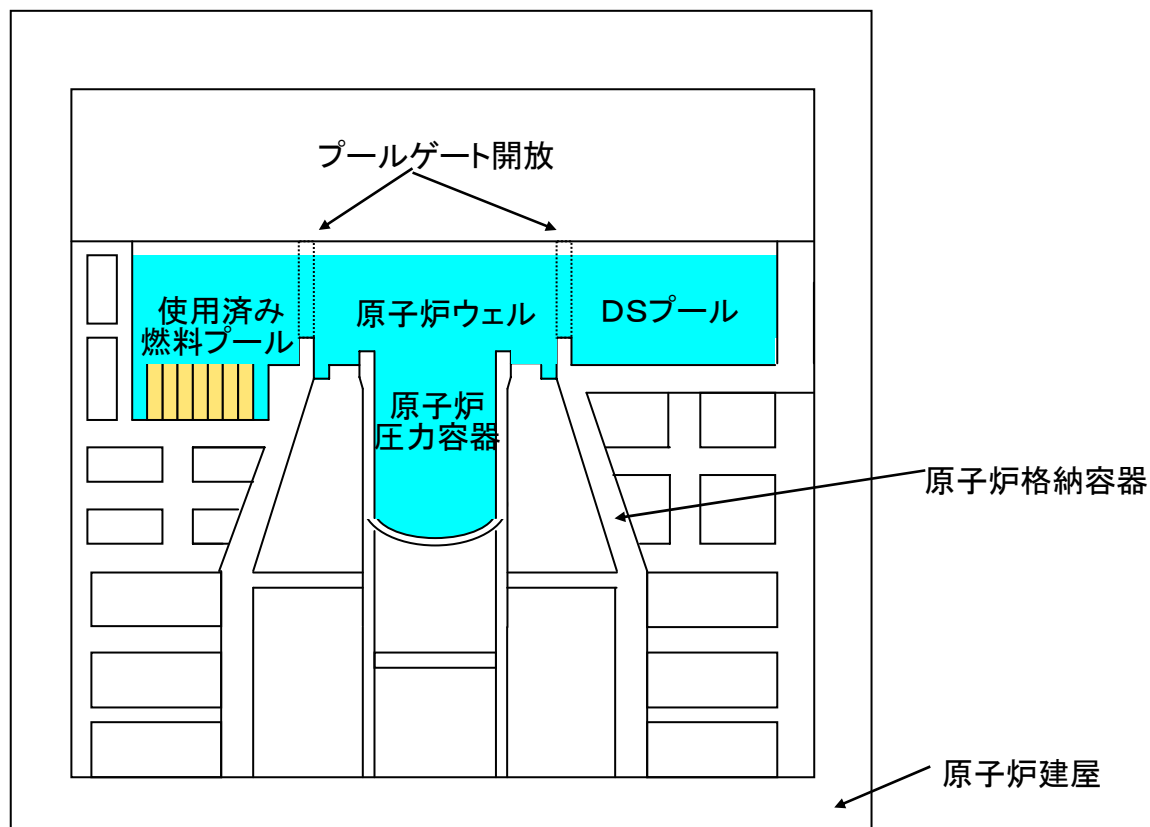 プールゲート開放
使用済み
燃料プール
原子炉ウェル
DSプール
原子炉
圧力容器
原子炉格納容器
原子炉建屋